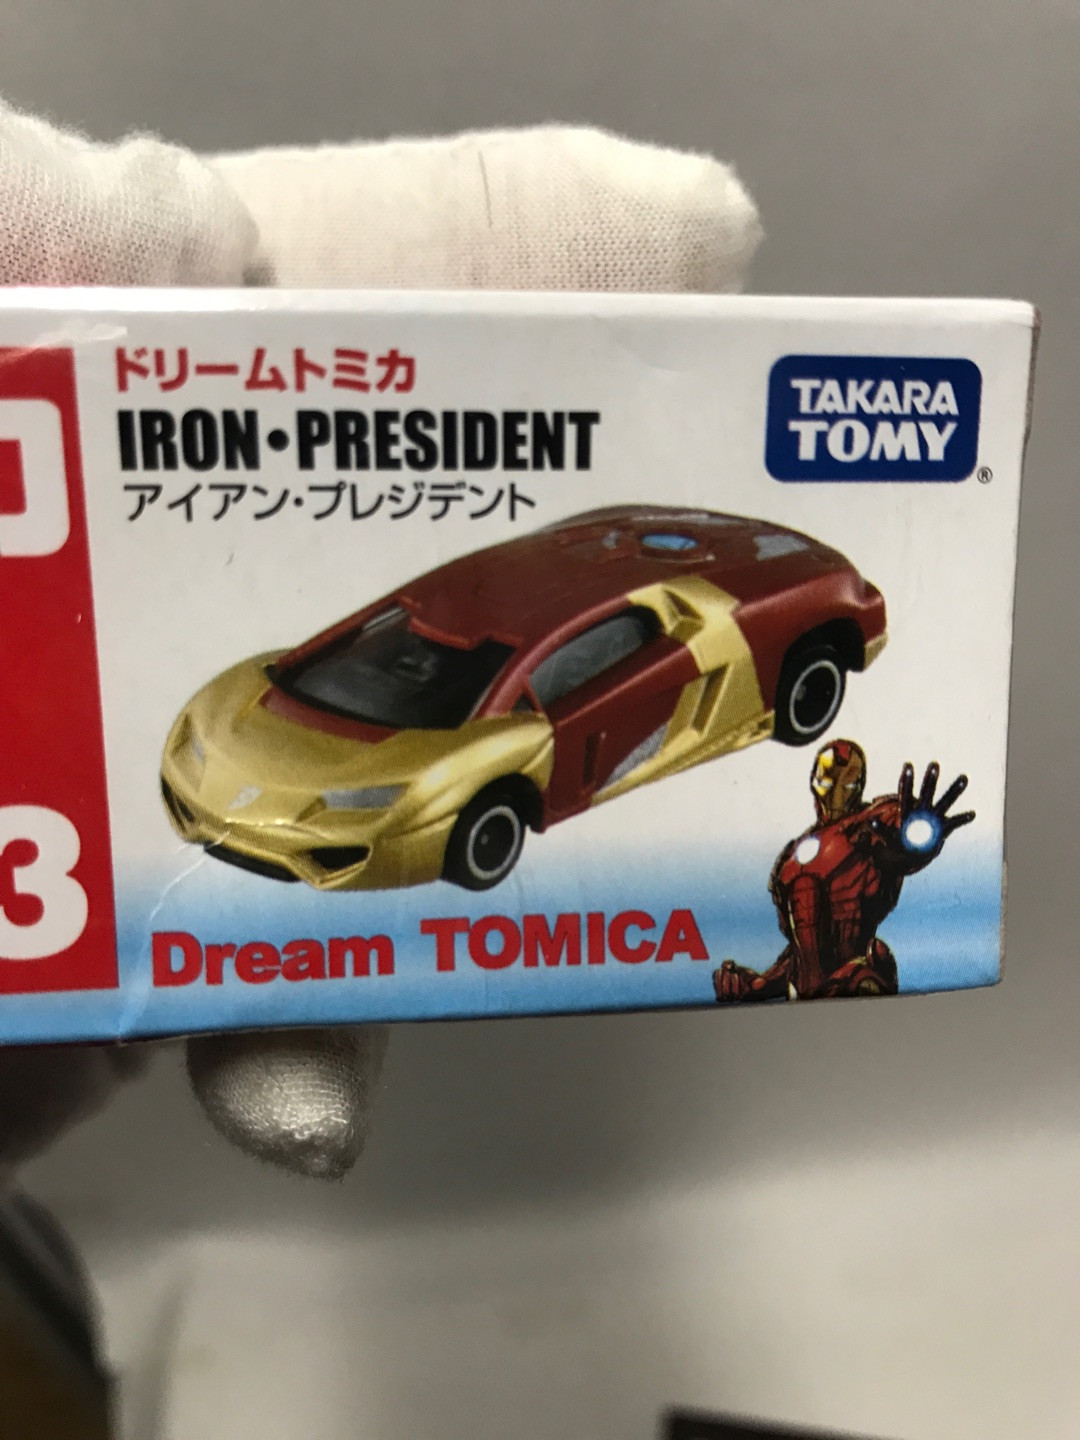 ドリームトミカ
IRON•PRESIDENT
アイアン・プレジデント
TAKARA
TOMY
®
3
Dream TOMICA